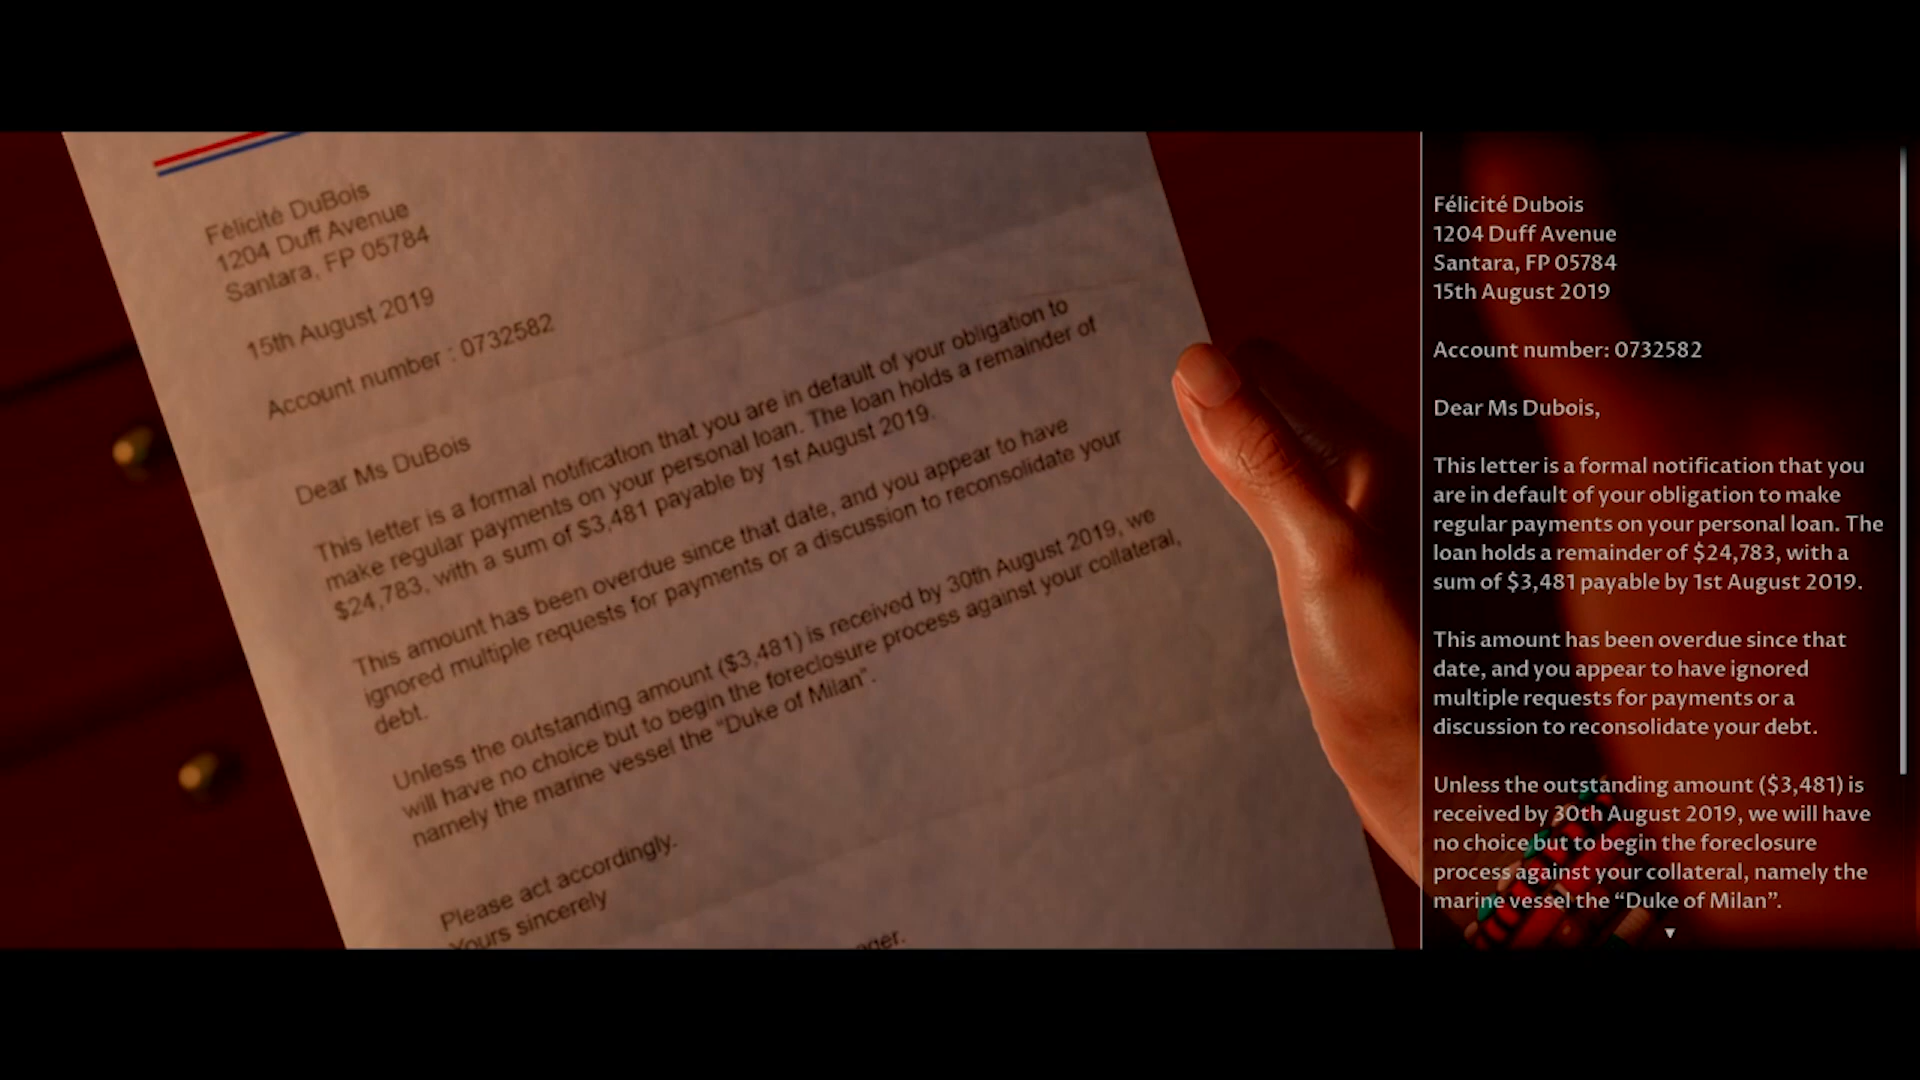 Félicité DuBois
1204 Duff Avenue
Santara, FP 05784
15th August 2019
Account number : 0732582
Dear Ms DuBois
This letter is a formal notification that you are in default of your obligation to
make regular payments on your personal loan. The loan holds a remainder of
$24,783, with a sum of $3,481 payable by 1st August 2019.
This amount has been overdue since that date, and you appear to have
ignored multiple requests for payments or a discussion to reconsolidate your
debt.
Unless the outstanding amount ($3,481) is received by 30th August 2019, we
will have no choice but to begin the foreclosure process against your collateral,
namely the marine vessel the “Duke of Milan”.
Please act accordingly.
Yours sincerely
Félicité Dubois
1204 Duff Avenue
Santara, FP 05784
15th August 2019
Account number: 0732582
Dear Ms Dubois,
This letter is a formal notification that you
are in default of your obligation to make
regular payments on your personal loan. The
loan holds a remainder of $24,783, with a
sum of $3,481 payable by 1st August 2019.
This amount has been overdue since that
date, and you appear to have ignored
multiple requests for payments or a
discussion to reconsolidate your debt.
Unless the outstanding amount ($3,481) is
received by 30th August 2019, we will have
no choice but to begin the foreclosure
process against your collateral, namely the
marine vessel the “Duke of Milan”.